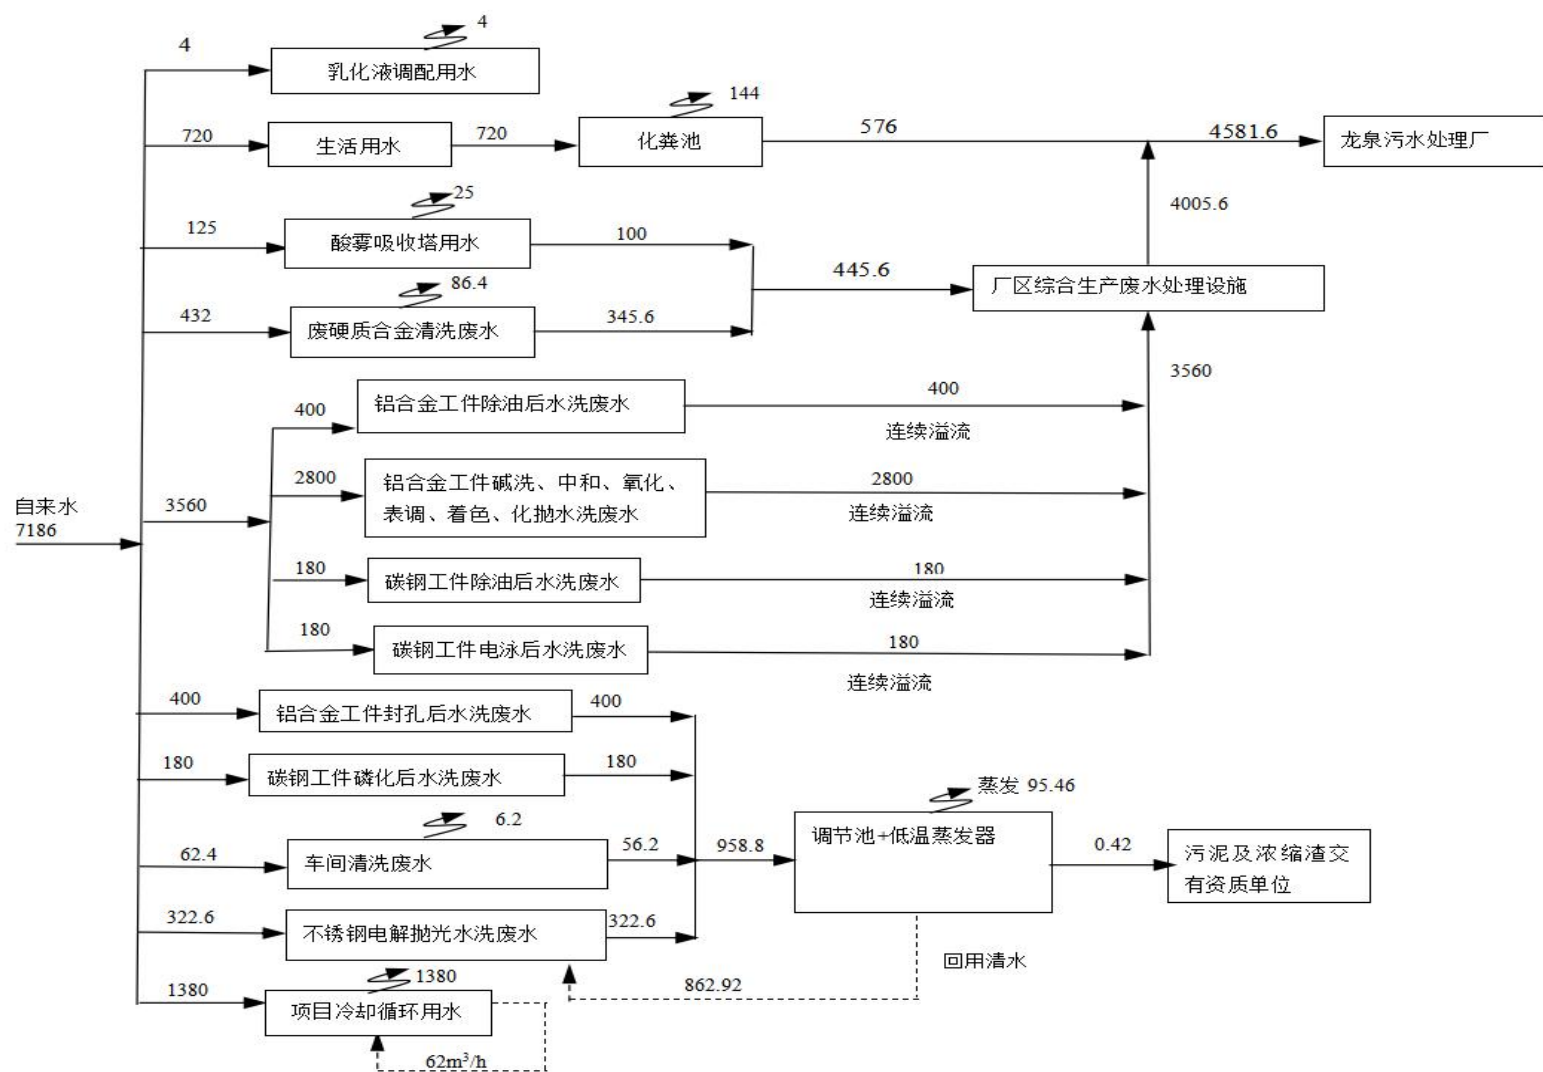 4
4
乳化液调配用水
720
生活用水
720
144
化粪池
576
4581.6
龙泉污水处理厂
4005.6
125
25
酸雾吸收塔用水
100
445.6
厂区综合生产废水处理设施
432
86.4
废硬质合金清洗废水
345.6
3560
400
铝合金工件除油后水洗废水
400
连续溢流
自来水
7186
3560
2800
铝合金工件碱洗、中和、氧化、
表调、着色、化抛水洗废水
2800
连续溢流
180
碳钢工件除油后水洗废水
180
连续溢流
180
碳钢工件电泳后水洗废水
180
连续溢流
400
铝合金工件封孔后水洗废水
400
180
碳钢工件磷化后水洗废水
180
62.4
6.2
车间清洗废水
56.2
958.8
蒸发 95.46
调节池+低温蒸发器
0.42
污泥及浓缩渣交
有资质单位
322.6
不锈钢电解抛光水洗废水
322.6
回用清水
862.92
1380
1380
项目冷却循环用水
62m³/h